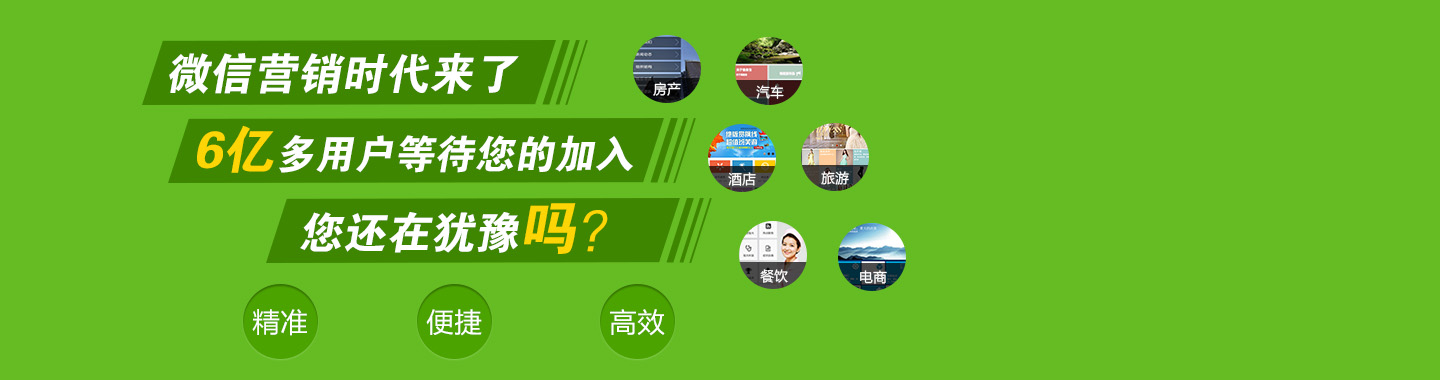 微信营销时代来了
6亿多用户等待您的加入
您还在犹豫吗?
精准
便捷
高效
房产
汽车
酒店
旅游
餐饮
电商